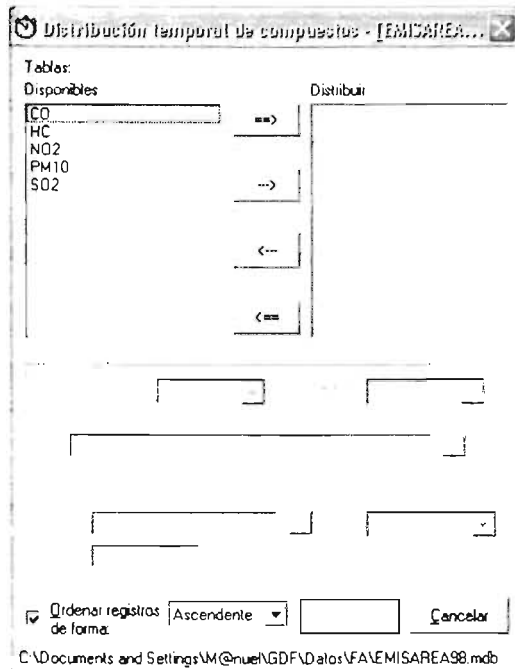 Distribución temporal de compuestos - [EMISAREA...
Tablas:
Disponibles
Distribuir
CO
HC
NO2
PM10
SO2
==>
--->
<---
<==
Ordenar registros de forma:
Ascendente
Cancelar
C:\Documents and Settings\M@nuel\GDF\Datos\FA\EMISAREA98.mdb